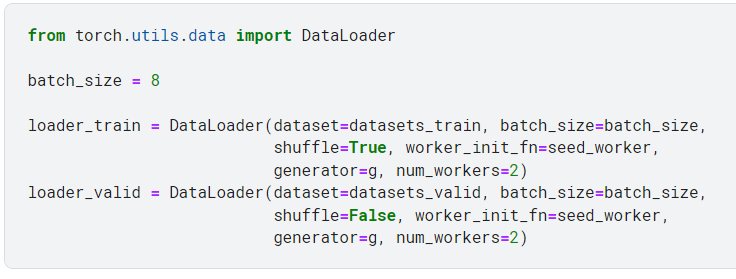 from torch.utils.data import DataLoader
batch_size = 8
loader_train = DataLoader(dataset=datasets_train, batch_size=batch_size,
shuffle=True, worker_init_fn=seed_worker,
generator=g, num_workers=2)
loader_valid = DataLoader(dataset=datasets_valid, batch_size=batch_size,
shuffle=False, worker_init_fn=seed_worker,
generator=g, num_workers=2)